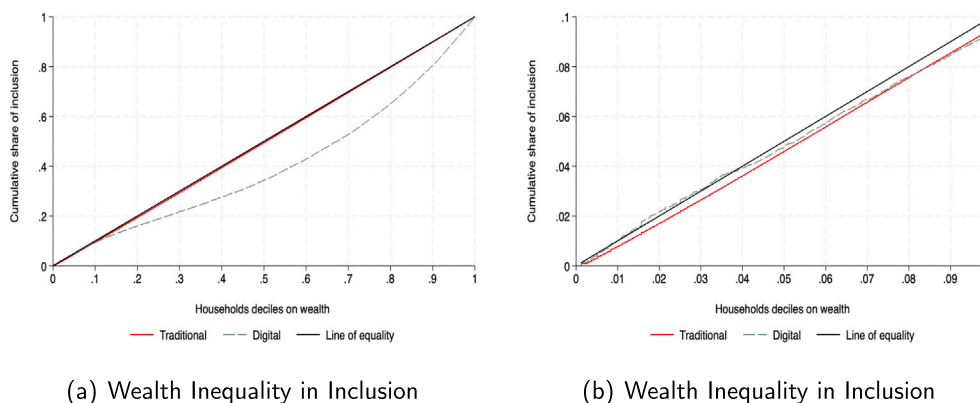 Cumulative share of inclusion
1
.8
.6
.4
.2
0
0 .1 .2 .3 .4 .5 .6 .7 .8 .9 1
Households deciles on wealth
Traditional Digital Line of equality
(a) Wealth Inequality in Inclusion
Cumulative share of inclusion
.1
.08
.06
.04
.02
0
0 .01 .02 .03 .04 .05 .06 .07 .08 .09
Households deciles on wealth
Traditional Digital Line of equality
(b) Wealth Inequality in Inclusion